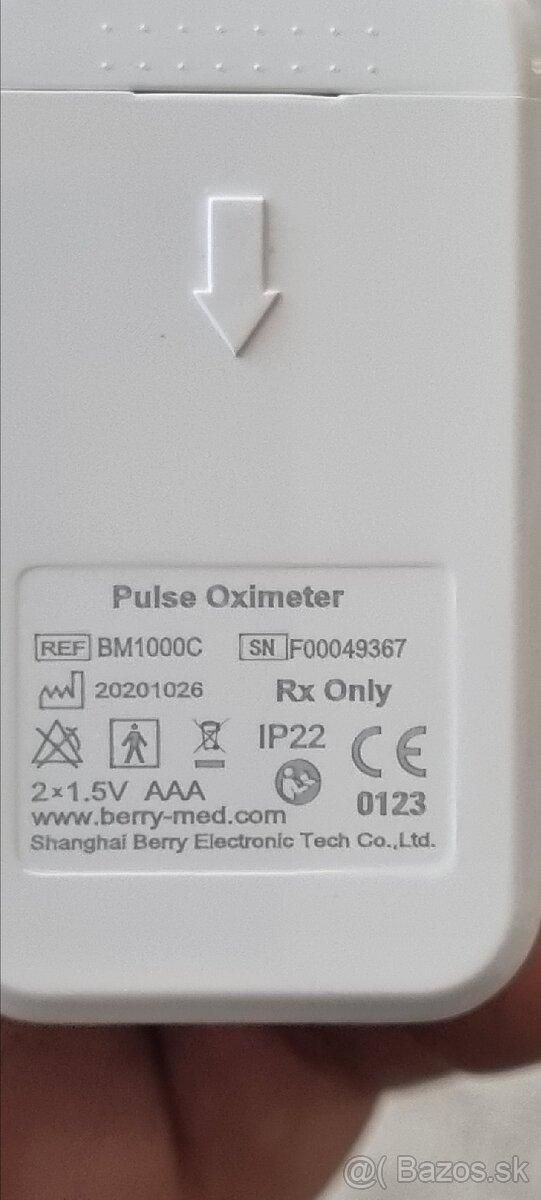 Pulse Oximeter
REF BM1000C SN F00049367
20201026 Rx Only
IP22 CE
2×1.5V AAA 0123
www.berry-med.com
Shanghai Berry Electronic Tech Co.,Ltd.
@( Bazos.sk